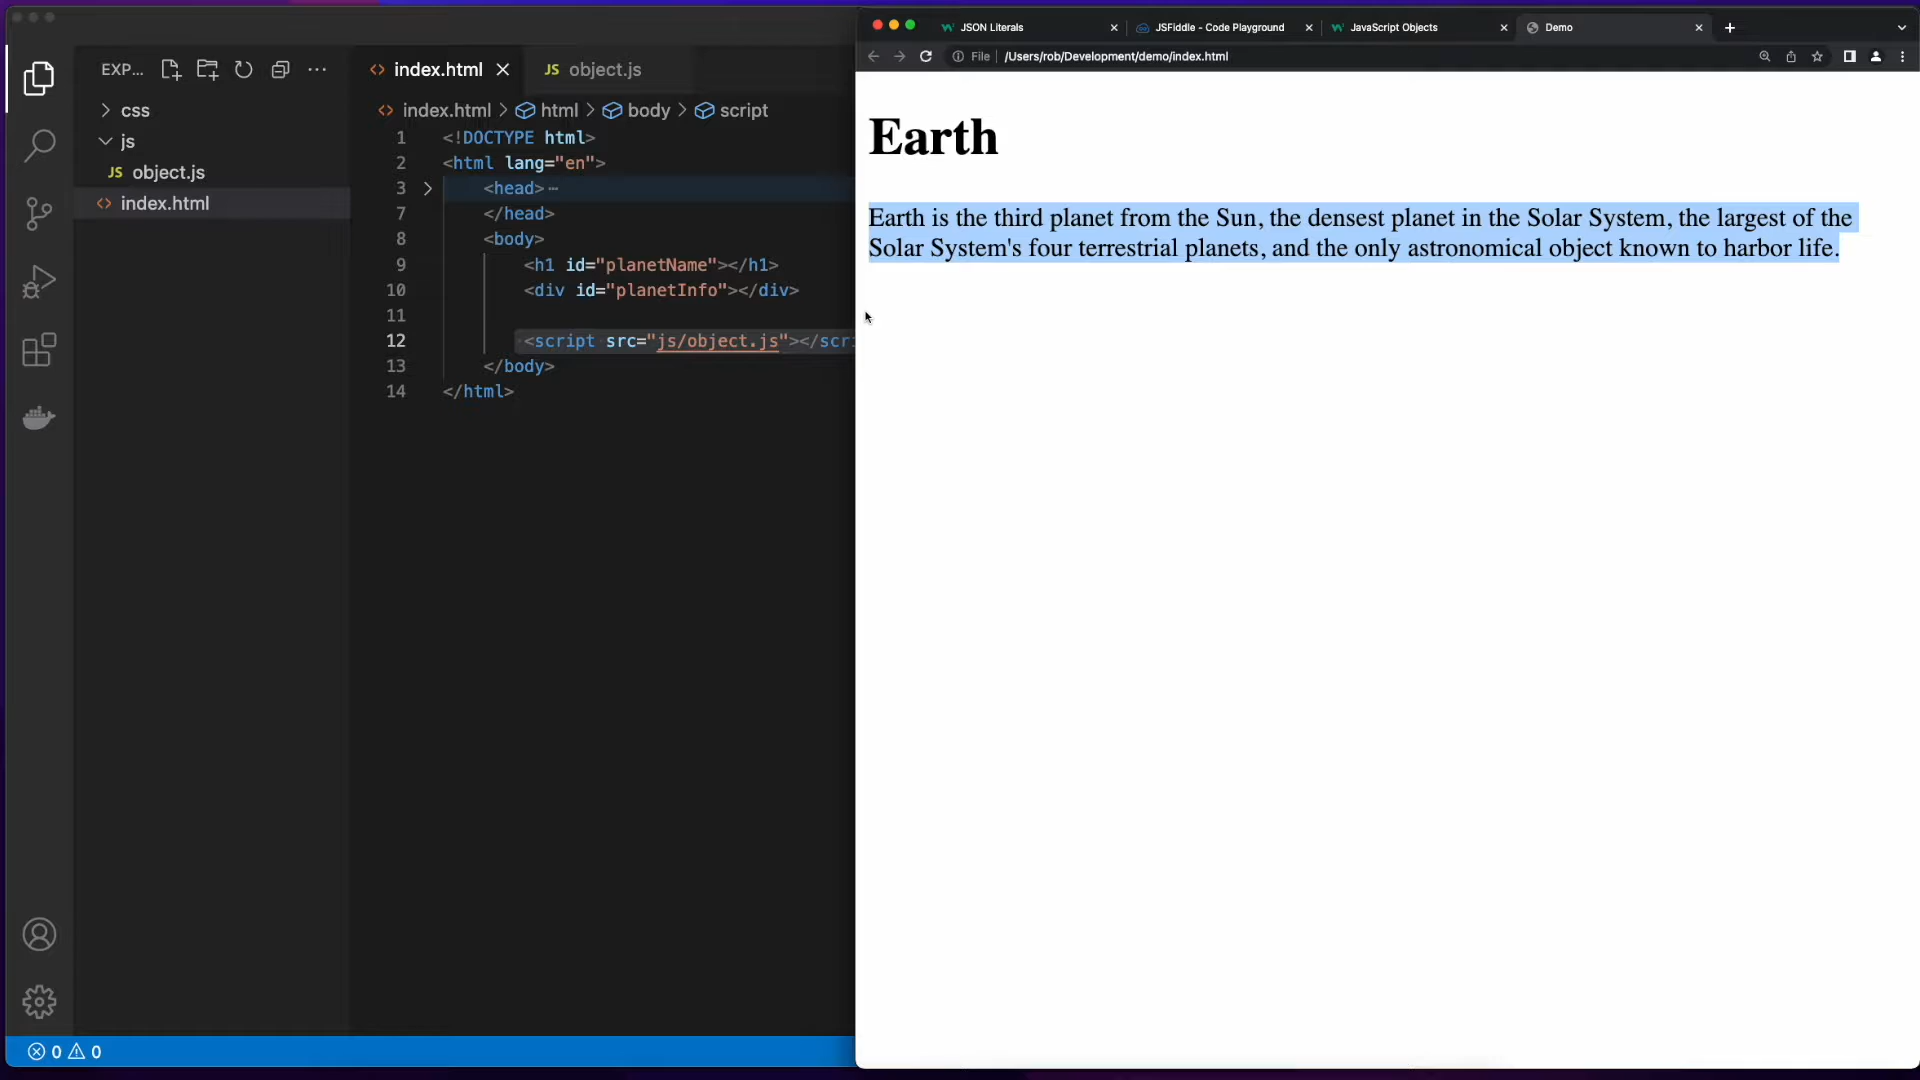 EXP...
css
js
JS object.js
index.html
index.html
JS object.js
index.html > html > body > script
1 <!DOCTYPE html>
2 <html lang="en">
3 <head>
7 </head>
8 <body>
9 <h1 id="planetName"></h1>
10 <div id="planetInfo"></div>
11
12 <script src="js/object.js"></scri
13 </body>
14 </html>
0 0
JSON Literals
JSFiddle - Code Playground
JavaScript Objects
Demo
File /Users/rob/Development/demo/index.html
Earth
Earth is the third planet from the Sun, the densest planet in the Solar System, the largest of the
Solar System's four terrestrial planets, and the only astronomical object known to harbor life.